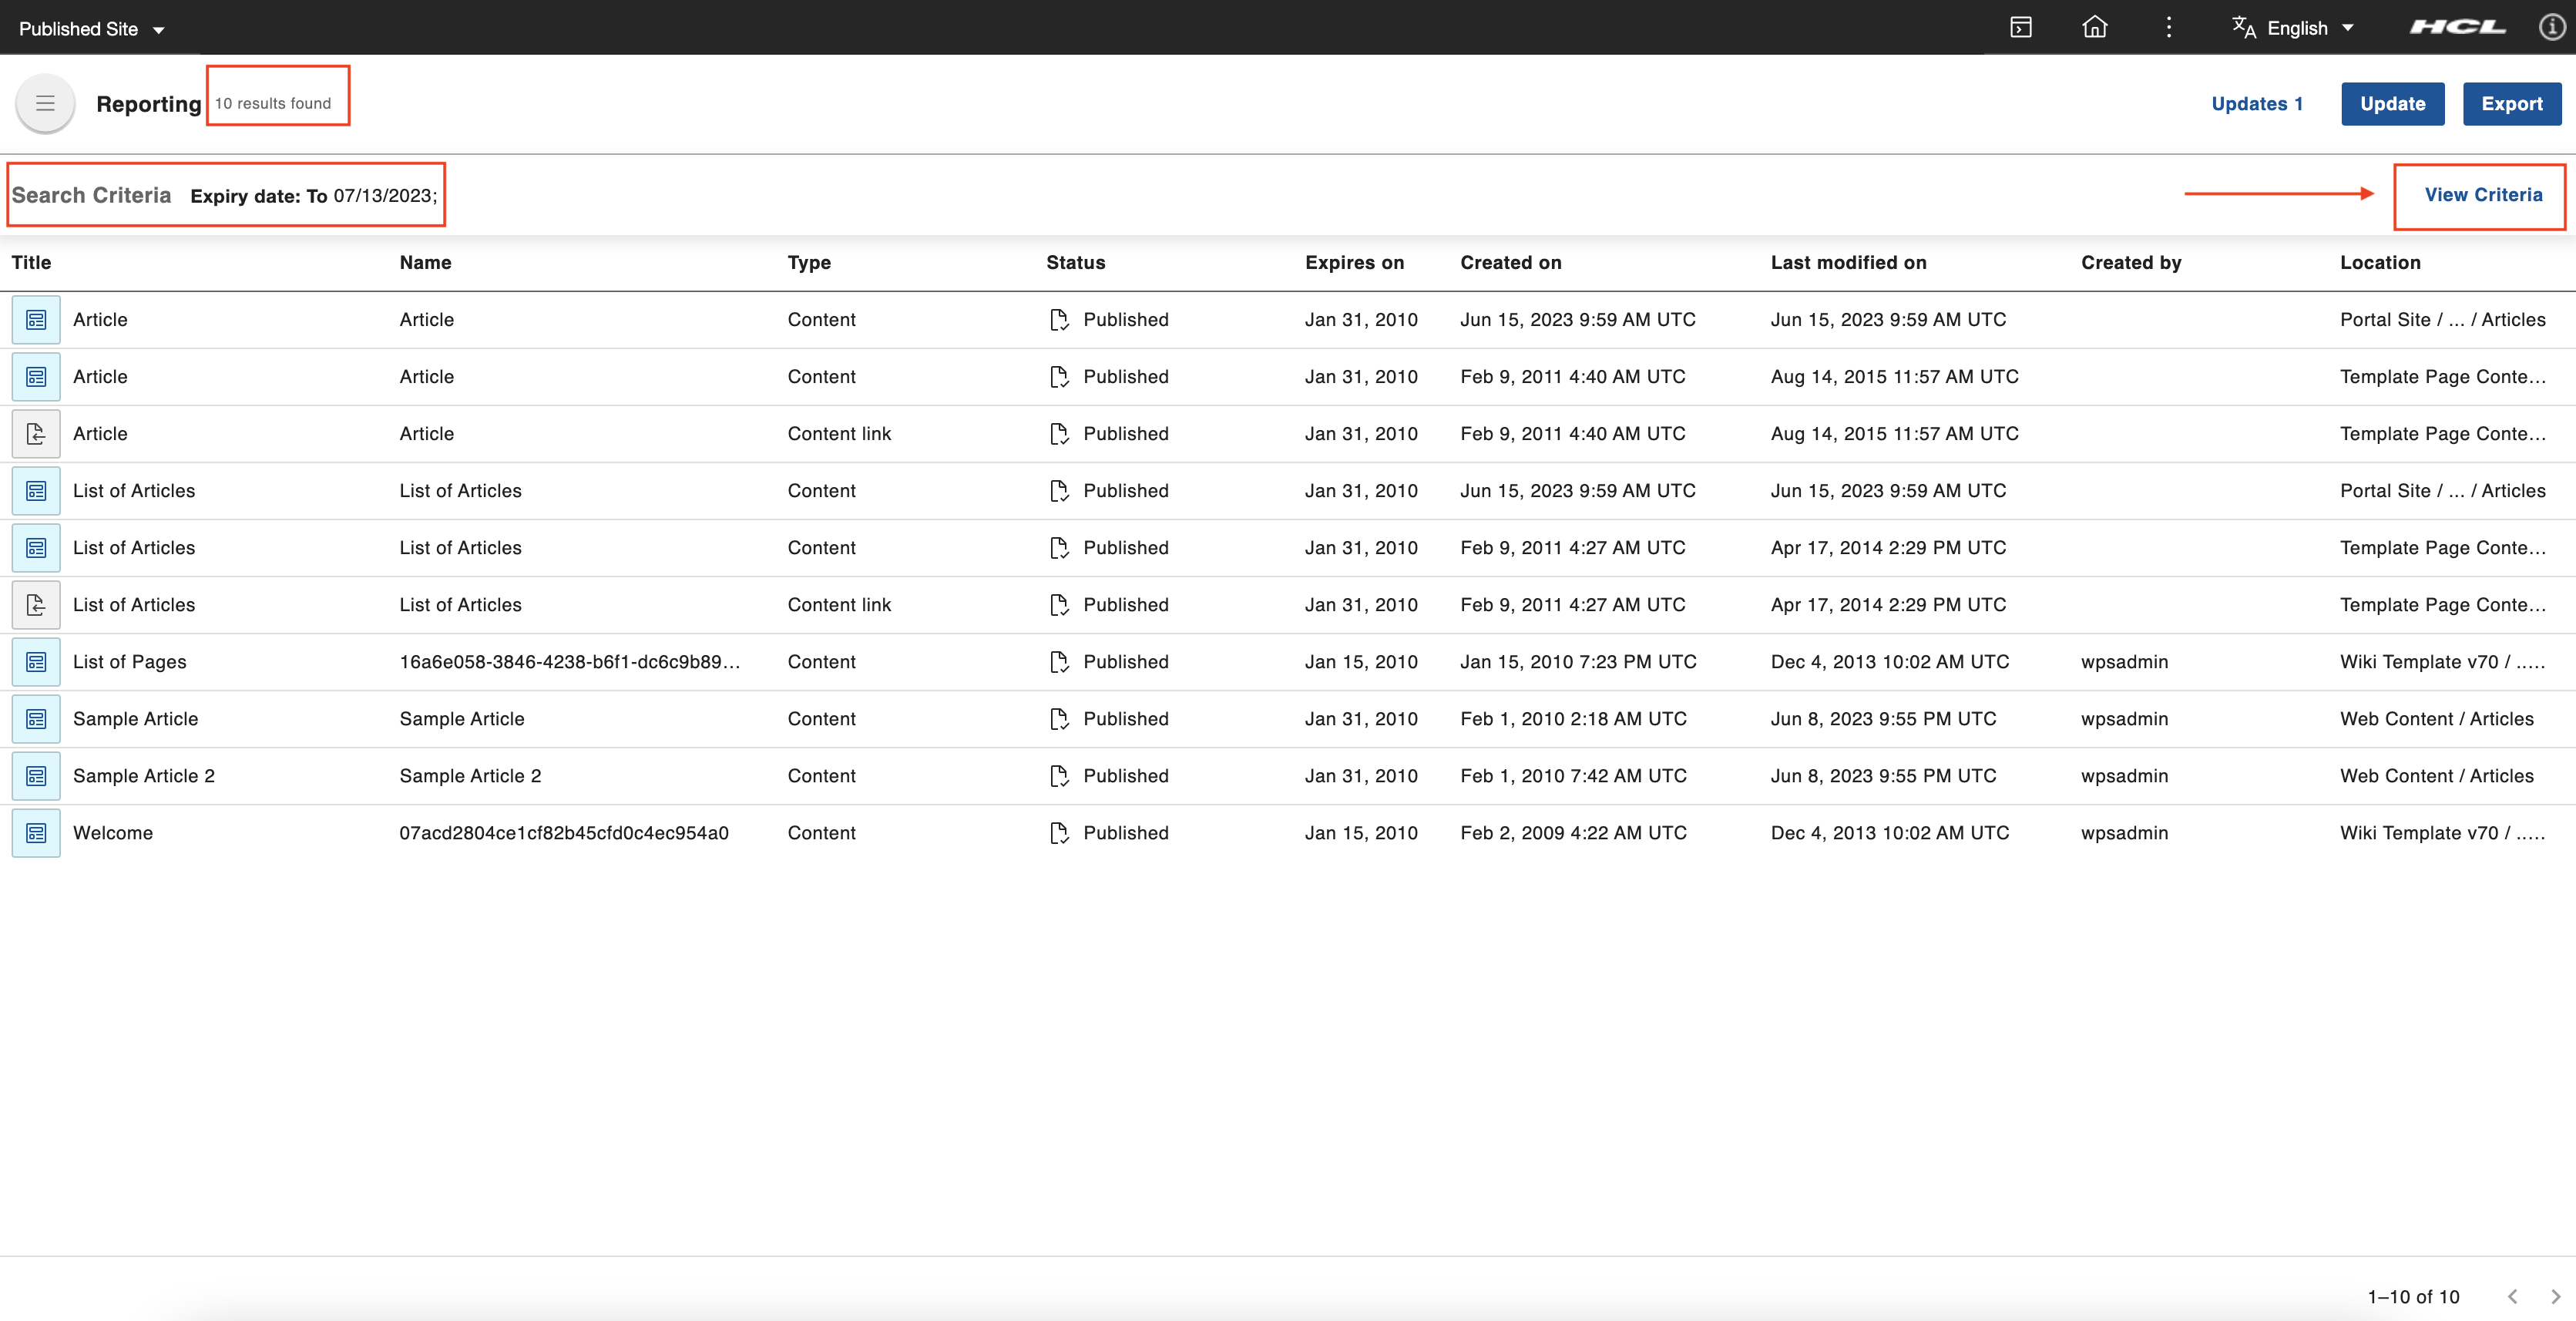 Published Site English HCL
Reporting 10 results found Updates 1 Update Export
Search Criteria Expiry date: To 07/13/2023; View Criteria
Title Name Type Status Expires on Created on Last modified on Created by Location
Article Article Content Published Jan 31, 2010 Jun 15, 2023 9:59 AM UTC Jun 15, 2023 9:59 AM UTC Portal Site / ... / Articles
Article Article Content Published Jan 31, 2010 Feb 9, 2011 4:40 AM UTC Aug 14, 2015 11:57 AM UTC Template Page Conte...
Article Article Content link Published Jan 31, 2010 Feb 9, 2011 4:40 AM UTC Aug 14, 2015 11:57 AM UTC Template Page Conte...
List of Articles List of Articles Content Published Jan 31, 2010 Jun 15, 2023 9:59 AM UTC Jun 15, 2023 9:59 AM UTC Portal Site / ... / Articles
List of Articles List of Articles Content Published Jan 31, 2010 Feb 9, 2011 4:27 AM UTC Apr 17, 2014 2:29 PM UTC Template Page Conte...
List of Articles List of Articles Content link Published Jan 31, 2010 Feb 9, 2011 4:27 AM UTC Apr 17, 2014 2:29 PM UTC Template Page Conte...
List of Pages 16a6e058-3846-4238-b6f1-dc6c9b89... Content Published Jan 15, 2010 Jan 15, 2010 7:23 PM UTC Dec 4, 2013 10:02 AM UTC wpsadmin Wiki Template v70 / .....
Sample Article Sample Article Content Published Jan 31, 2010 Feb 1, 2010 2:18 AM UTC Jun 8, 2023 9:55 PM UTC wpsadmin Web Content / Articles
Sample Article 2 Sample Article 2 Content Published Jan 31, 2010 Feb 1, 2010 7:42 AM UTC Jun 8, 2023 9:55 PM UTC wpsadmin Web Content / Articles
Welcome 07acd2804ce1cf82b45cfd0c4ec954a0 Content Published Jan 15, 2010 Feb 2, 2009 4:22 AM UTC Dec 4, 2013 10:02 AM UTC wpsadmin Wiki Template v70 / .....
1–10 of 10